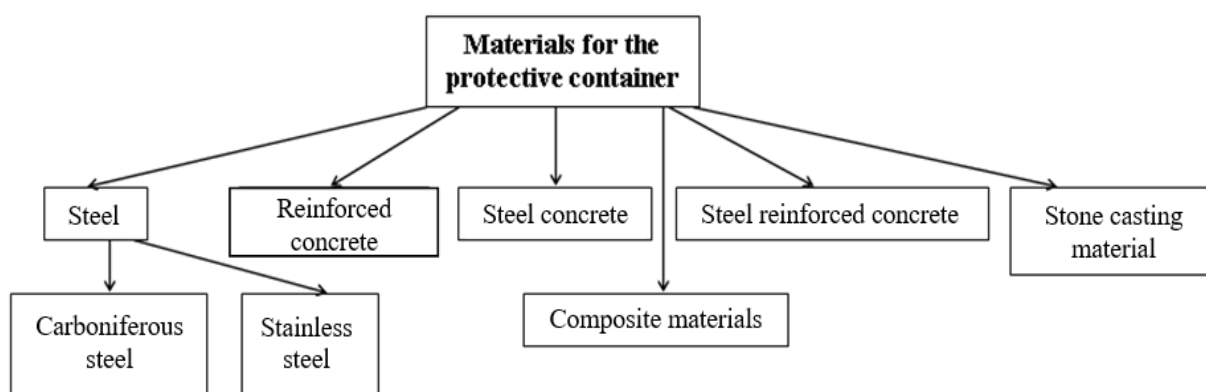 Materials for the
protective container
Steel
Reinforced
concrete
Steel concrete
Steel reinforced concrete
Stone casting
material
Carboniferous
steel
Stainless
steel
Composite materials